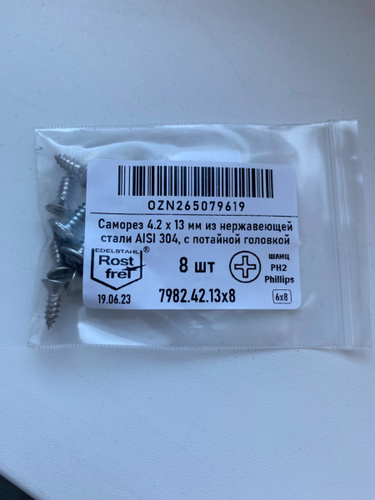 OZN265079619
Саморез 4.2 х 13 мм из нержавеющей
стали AISI 304, с потайной головкой
EDELSTAHL
Rost
frei
®
8 шт
шлиц
PH2
Phillips
19.06.23
7982.42.13x8
6x8